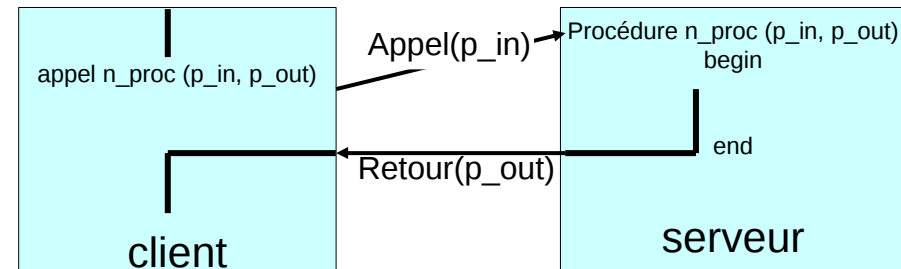 appel n_proc (p_in, p_out)
client
Appel(p_in)
Retour(p_out)
Procédure n_proc (p_in, p_out)
begin
end
serveur